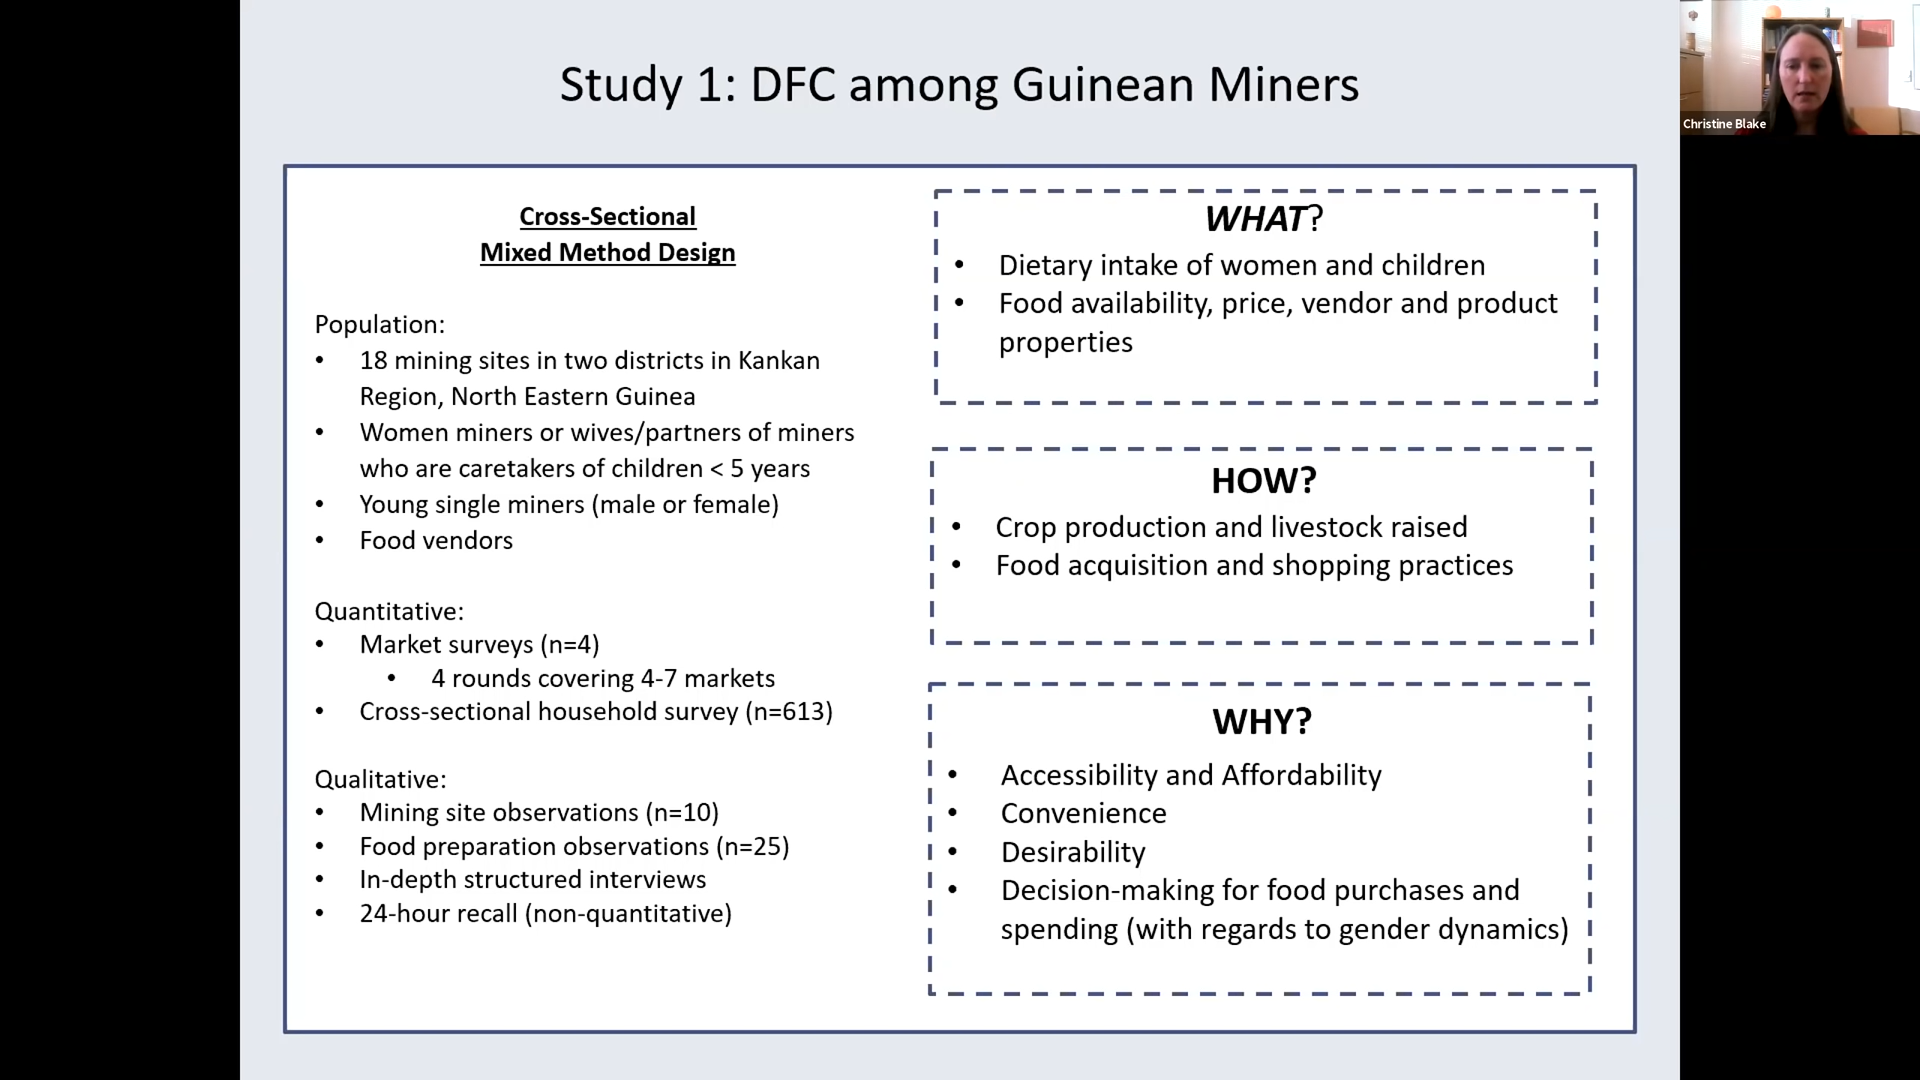 Study 1: DFC among Guinean Miners
Christine Blake
Cross-Sectional
Mixed Method Design
Population:
• 18 mining sites in two districts in Kankan
Region, North Eastern Guinea
• Women miners or wives/partners of miners
who are caretakers of children < 5 years
• Young single miners (male or female)
• Food vendors
Quantitative:
• Market surveys (n=4)
• 4 rounds covering 4-7 markets
• Cross-sectional household survey (n=613)
Qualitative:
• Mining site observations (n=10)
• Food preparation observations (n=25)
• In-depth structured interviews
• 24-hour recall (non-quantitative)
WHAT?
• Dietary intake of women and children
• Food availability, price, vendor and product
properties
HOW?
• Crop production and livestock raised
• Food acquisition and shopping practices
WHY?
• Accessibility and Affordability
• Convenience
• Desirability
• Decision-making for food purchases and
spending (with regards to gender dynamics)